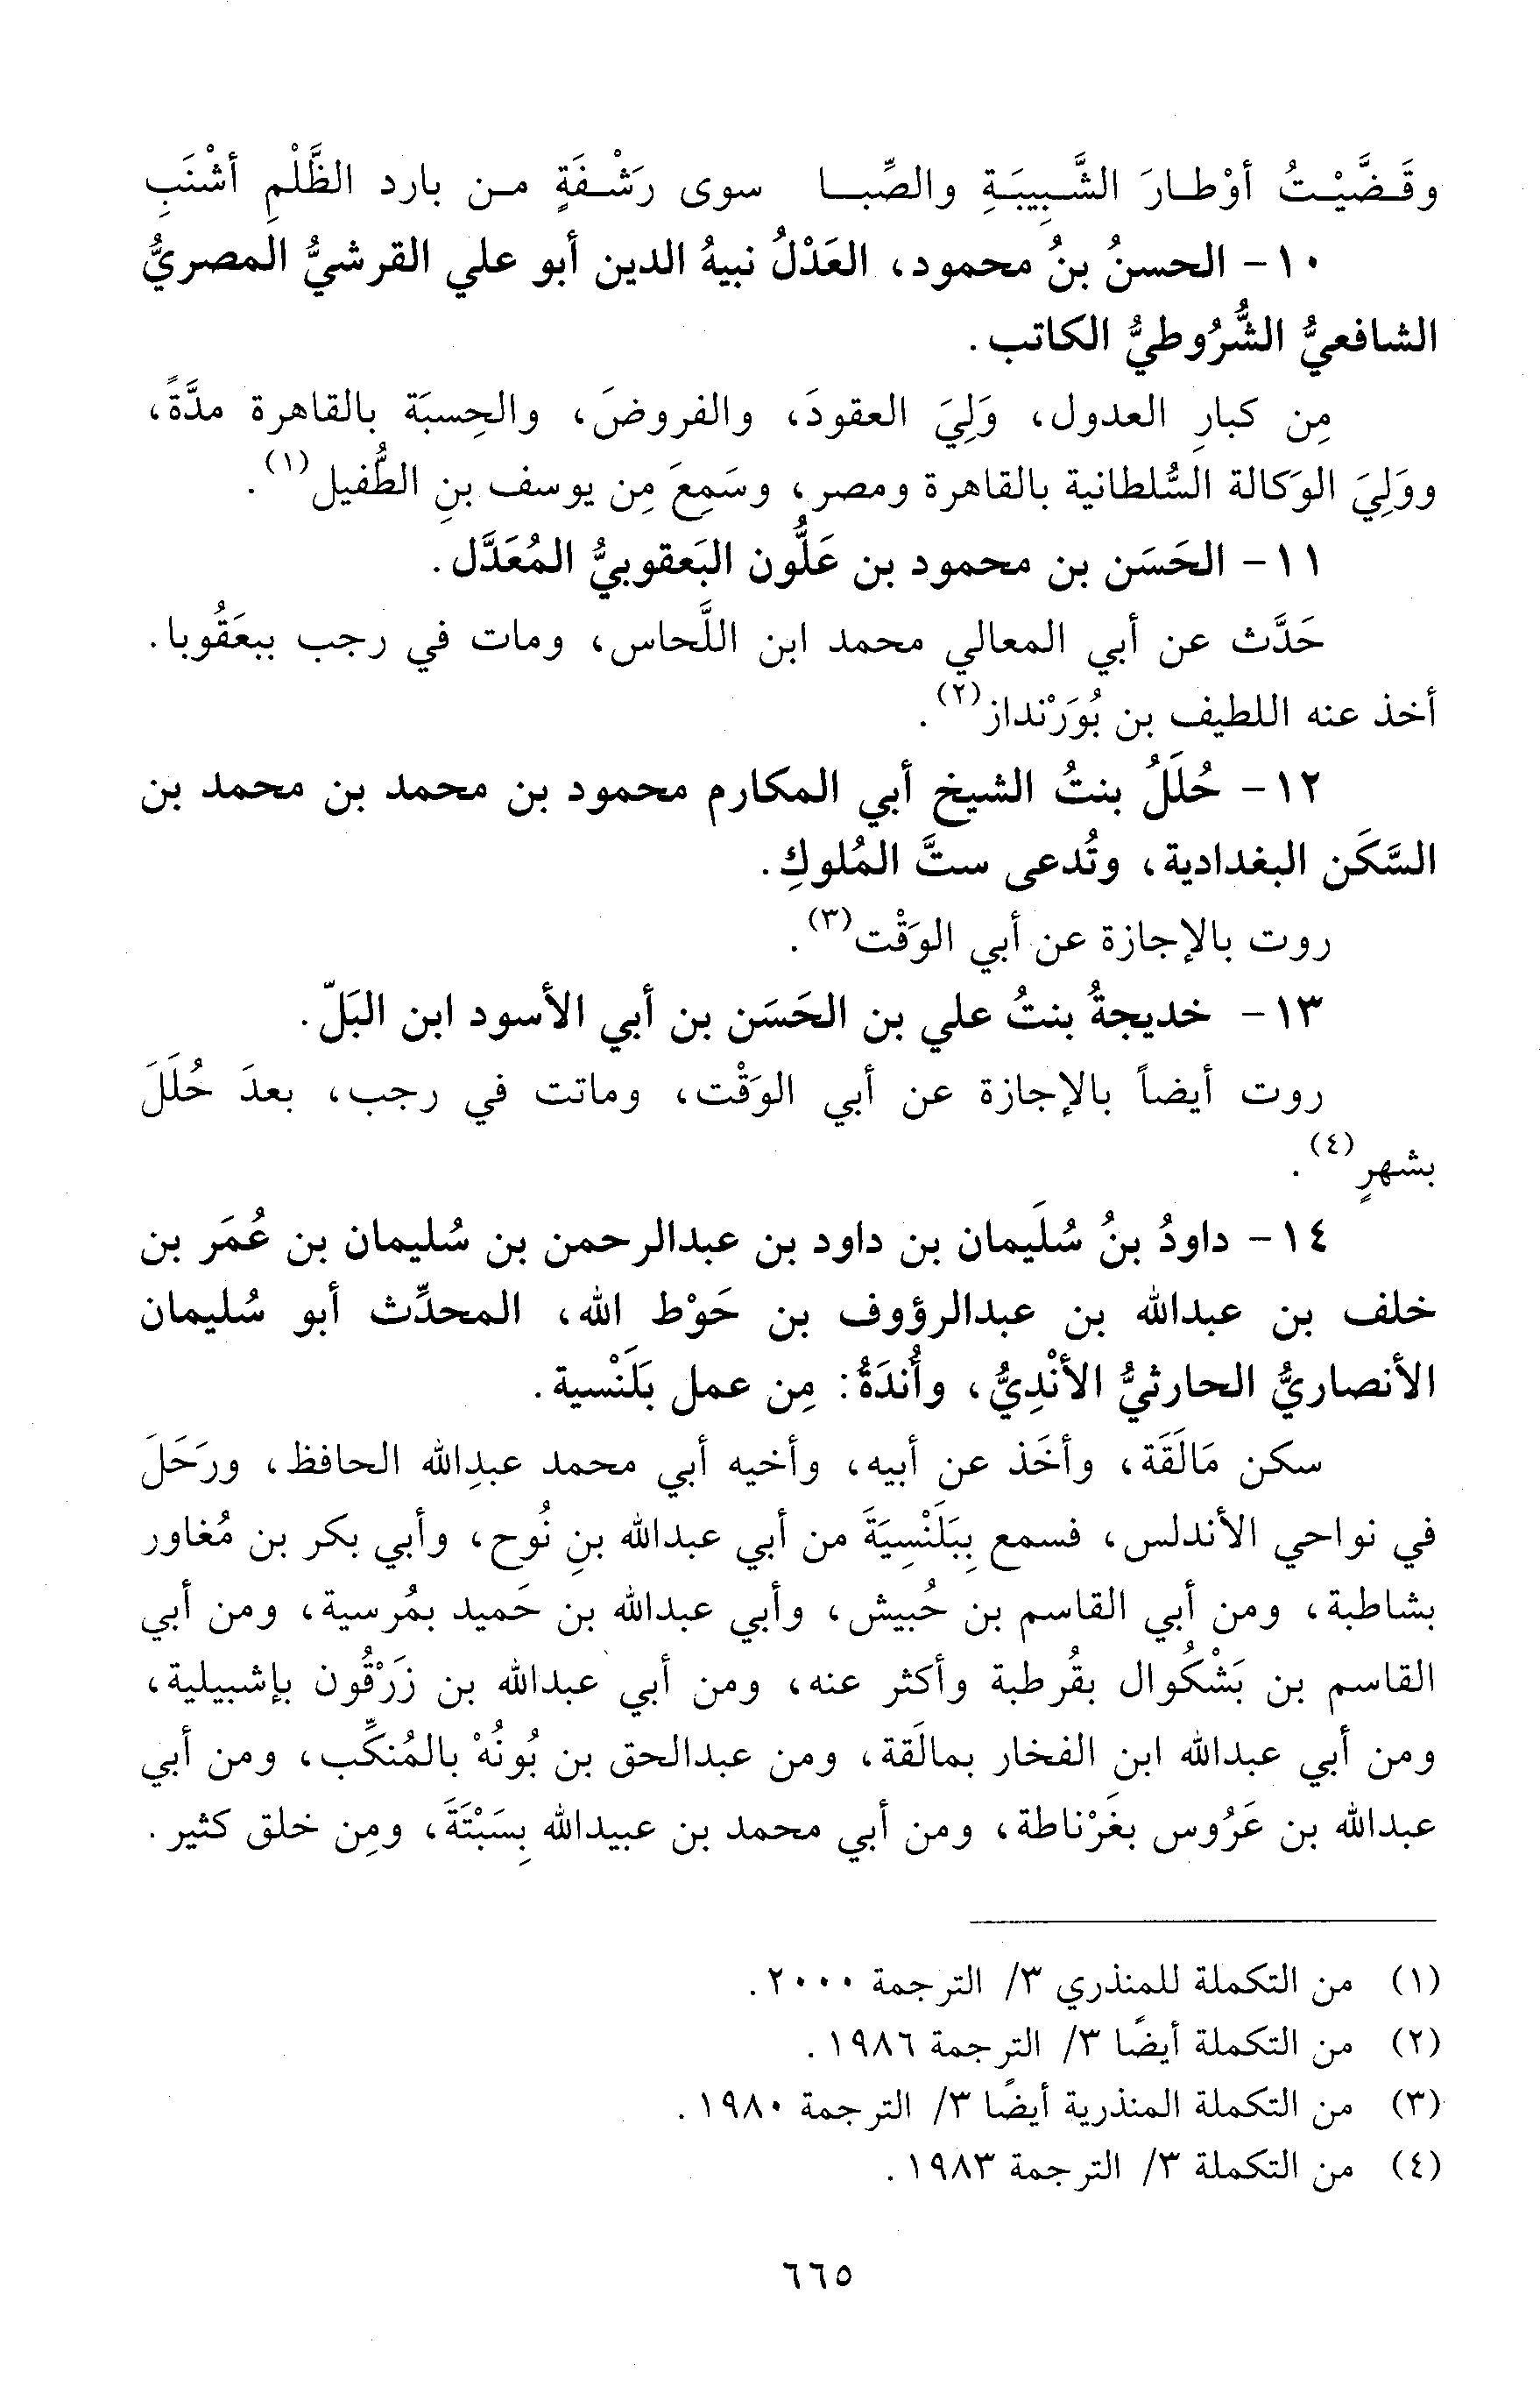 وقَضَّيْتُ أوْطارَ الشَّبِيبَةِ والصِّبا سوى رَشْفَةٍ من بارد الظَّلْمِ أشْنَبِ
١٠- الحسنُ بنُ محمود، العَدْلُ نبيهُ الدين أبو علي القرشيُّ المصريُّ
الشافعيُّ الشُّرُوطيُّ الكاتب.
مِن كبارِ العدول، وَلِيَ العقودَ، والفروضَ، والحِسبَة بالقاهرة مدَّةً،
ووَلِيَ الوَكالة السُّلطانية بالقاهرة ومصر، وسَمِعَ مِن يوسف بنِ الطُّفيل(١).
١١- الحَسَن بن محمود بن عَلُّون البَعقوبيُّ المُعَدَّل.
حَدَّث عن أبي المعالي محمد ابن اللَّحاس، ومات في رجب ببعَقُوبا.
أخذ عنه اللطيف بن بُورَنْداز(٢).
١٢- حُلَلُ بنتُ الشيخ أبي المكارم محمود بن محمد بن محمد بن
السَّكَن البغدادية، وتُدعى ستَّ المُلوكِ.
روت بالإجازة عن أبي الوَقْت(٣).
١٣- خديجةُ بنتُ علي بن الحَسَن بن أبي الأسود ابن البَلّ.
روت أيضاً بالإجازة عن أبي الوَقْت، وماتت في رجب، بعدَ حُلَلَ
بشهرٍ(٤).
١٤- داودُ بنُ سُلَيمان بن داود بن عبدالرحمن بن سُليمان بن عُمَر بن
خلف بن عبدالله بن عبدالرؤوف بن حَوْط الله، المحدِّث أبو سُليمان
الأنصاريُّ الحارثيُّ الأنْدِيُّ، وأُندَةُ: مِن عمل بَلَنْسية.
سكن مَالَقَة، وأخَذ عن أبيه، وأخيه أبي محمد عبدِالله الحافظ، ورَحَلَ
في نواحي الأندلس، فسمع بِبَلَنْسِيَةَ من أبي عبدالله بنِ نُوح، وأبي بكر بن مُغاور
بشاطبة، ومن أبي القاسم بن حُبيش، وأبي عبدالله بن حَميد بمُرسية، ومن أبي
القاسم بن بَشْكُوال بقُرطبة وأكثر عنه، ومن أبي عبدالله بن زَرْقُون بإشبيلية،
ومن أبي عبدالله ابن الفخار بمالَقة، ومن عبدالحق بن بُونُهْ بالمُنكِّب، ومن أبي
عبدالله بن عَرُوس بغَرْناطة، ومن أبي محمد بن عبيدالله بِسَبْتَةَ، ومِن خلق كثير.
(١) من التكملة للمنذري ٣/ الترجمة ٢٠٠٠.
(٢) من التكملة أيضًا ٣/ الترجمة ١٩٨٦.
(٣) من التكملة المنذرية أيضًا ٣/ الترجمة ١٩٨٠.
(٤) من التكملة ٣/ الترجمة ١٩٨٣.
٦٦٥